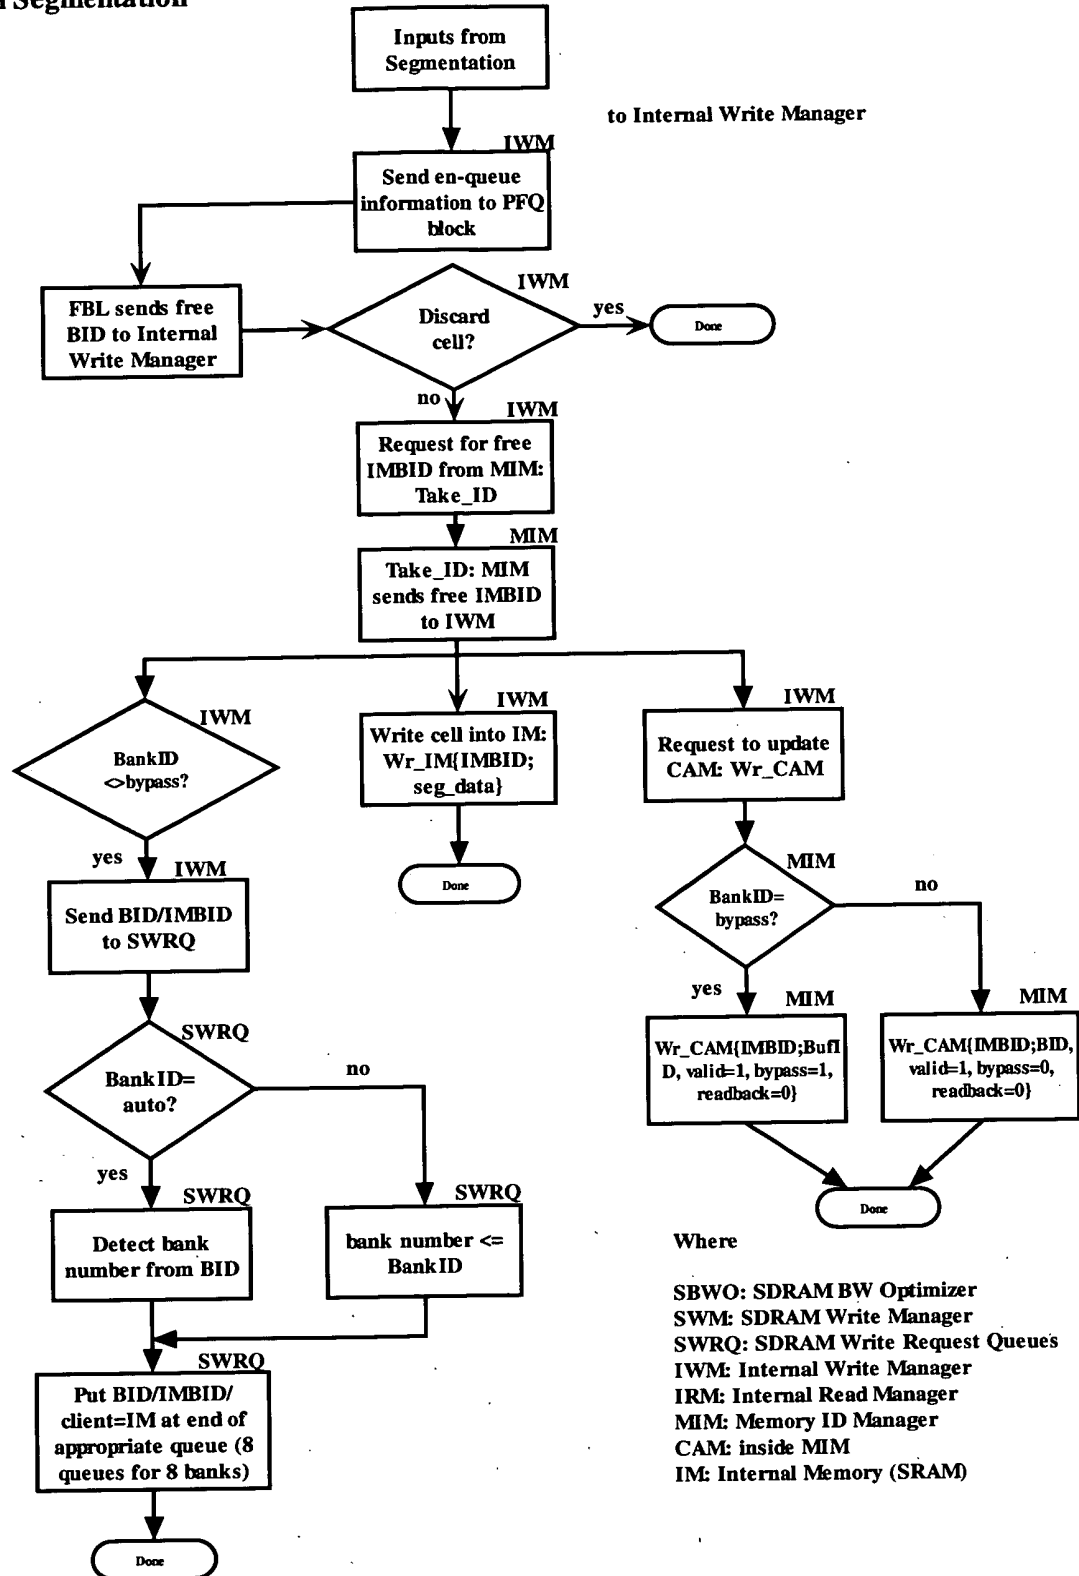 Segmentation
Inputs from
Segmentation
to Internal Write Manager
IWM
Send en-queue
information to PFQ
block
FBL sends free
BID to Internal
Write Manager
IWM
Discard
cell?
yes
Done
no
IWM
Request for free
IMBID from MIM:
Take_ID
MIM
Take_ID: MIM
sends free IMBID
to IWM
IWM
BankID
<>bypass?
IWM
Write cell into IM:
Wr_IM{IMBID;
seg_data}
Done
IWM
Request to update
CAM: Wr_CAM
yes
IWM
Send BID/IMBID
to SWRQ
MIM
BankID=
bypass?
no
yes
MIM
Wr_CAM{IMBID;BufI
D, valid=1, bypass=1,
readback=0}
MIM
Wr_CAM{IMBID;BID,
valid=1, bypass=0,
readback=0}
Done
SWRQ
BankID=
auto?
no
yes
SWRQ
Detect bank
number from BID
SWRQ
bank number <=
BankID
SWRQ
Put BID/IMBID/
client=IM at end of
appropriate queue (8
queues for 8 banks)
Done
Where
SBWO: SDRAM BW Optimizer
SWM: SDRAM Write Manager
SWRQ: SDRAM Write Request Queues
IWM: Internal Write Manager
IRM: Internal Read Manager
MIM: Memory ID Manager
CAM: inside MIM
IM: Internal Memory (SRAM)